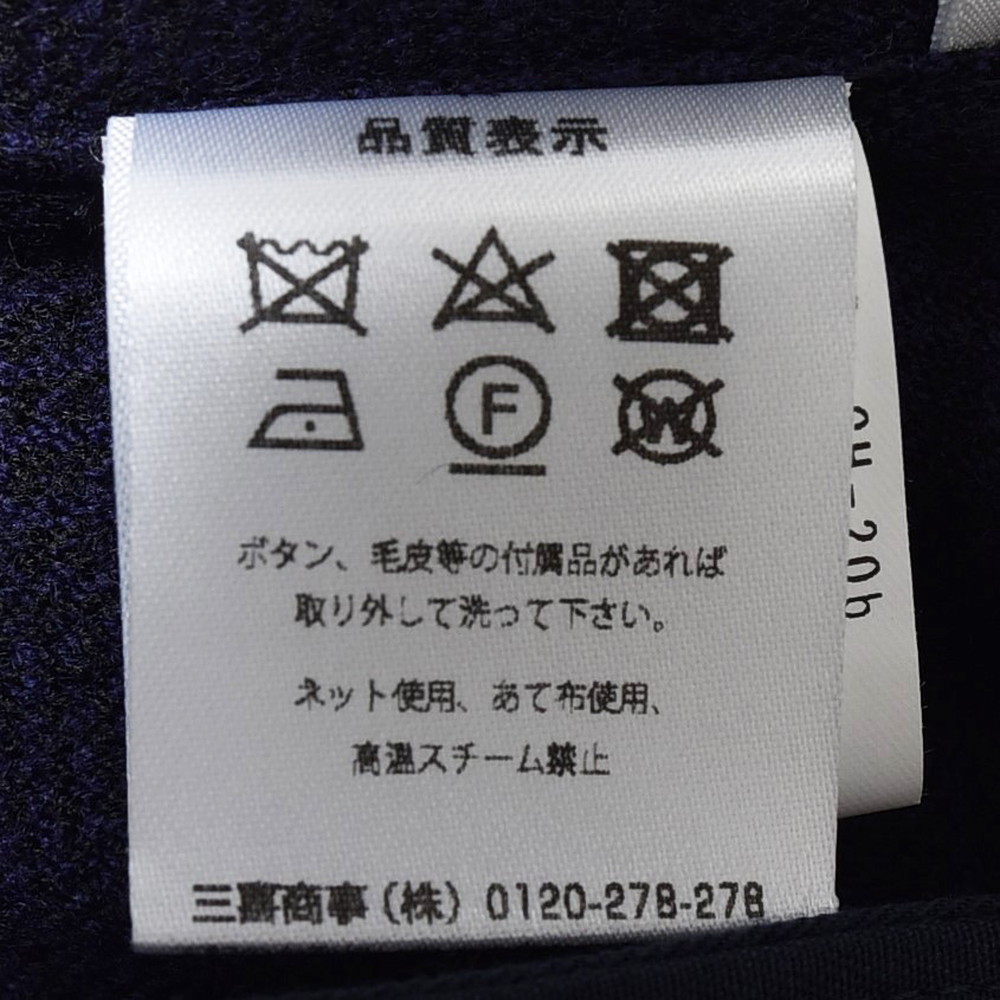 品質表示
F
W
ボタン、毛皮等の付属品があれば
取り外して洗って下さい。
ネット使用、あて布使用、
高温スチーム禁止
三喜商事(株) 0120-278-278